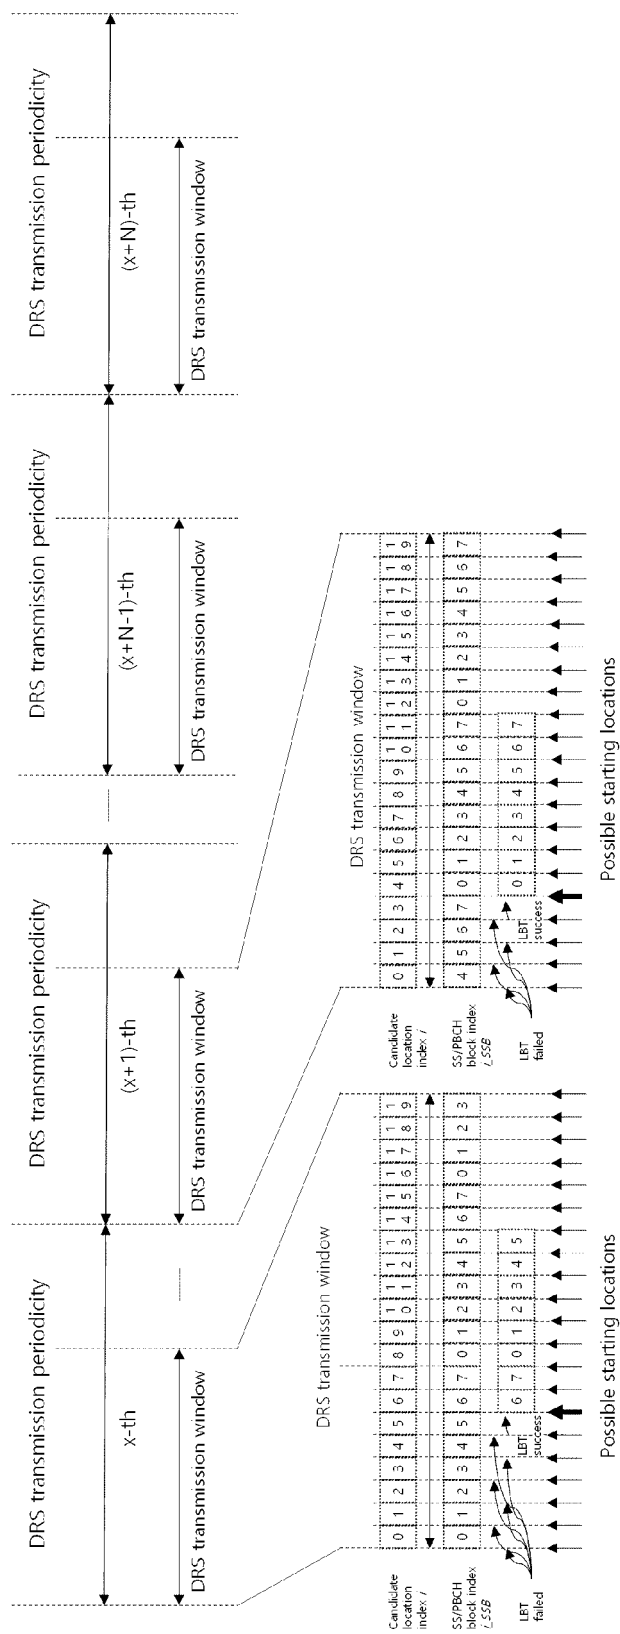 DRS transmission periodicity
x-th
DRS transmission window
DRS transmission periodicity
(x+1)-th
DRS transmission window
DRS transmission periodicity
(x+N-1)-th
DRS transmission window
DRS transmission periodicity
(x+N)-th
DRS transmission window
DRS transmission window
Candidate
location
index i
0 1 2 3 4 5 6 7 8 9 10 11 12 13 14 15 16 17 18 19
SS/PBCH
block index
i_SSB
0 1 2 3 4 5 6 7 0 1 2 3 4 5 6 7 0 1 2 3
LBT
failed
LBT
success
6 7 0 1 2 3 4 5
Possible starting locations
DRS transmission window
Candidate
location
index i
0 1 2 3 4 5 6 7 8 9 10 11 12 13 14 15 16 17 18 19
SS/PBCH
block index
i_SSB
4 5 6 7 0 1 2 3 4 5 6 7 0 1 2 3 4 5 6 7
LBT
failed
LBT
success
0 1 2 3 4 5 6 7
Possible starting locations